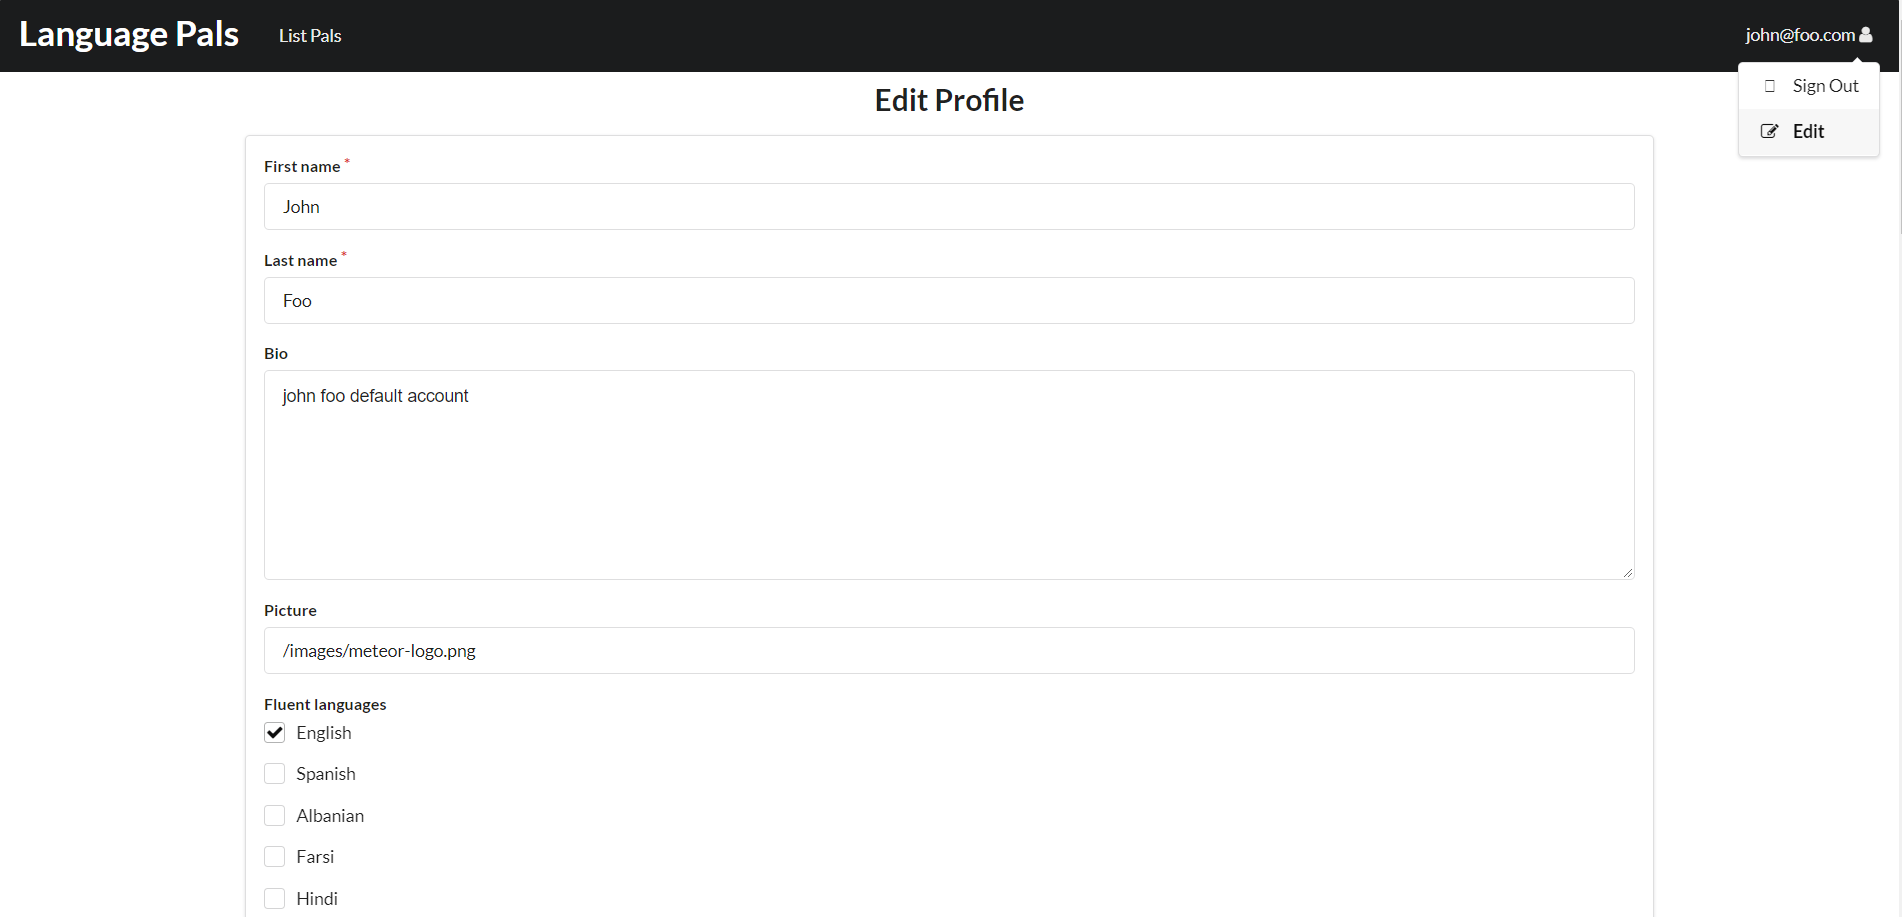 Language Pals
List Pals
john@foo.com
Sign Out
Edit
Edit Profile
First name *
John
Last name *
Foo
Bio
john foo default account
Picture
/images/meteor-logo.png
Fluent languages
English
Spanish
Albanian
Farsi
Hindi